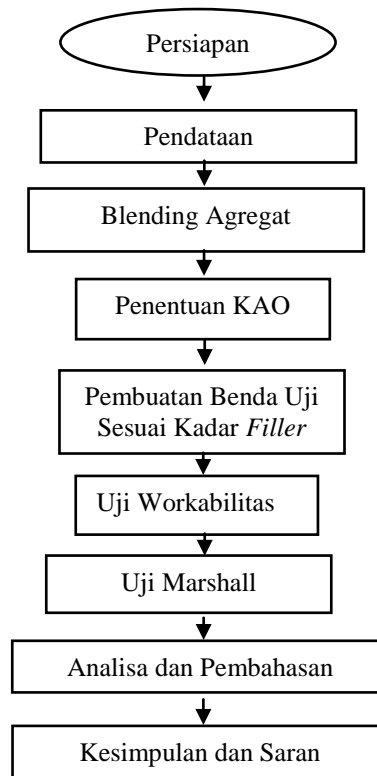 Persiapan
Pendataan
Blending Agregat
Penentuan KAO
Pembuatan Benda Uji
Sesuai Kadar Filler
Uji Workabilitas
Uji Marshall
Analisa dan Pembahasan
Kesimpulan dan Saran